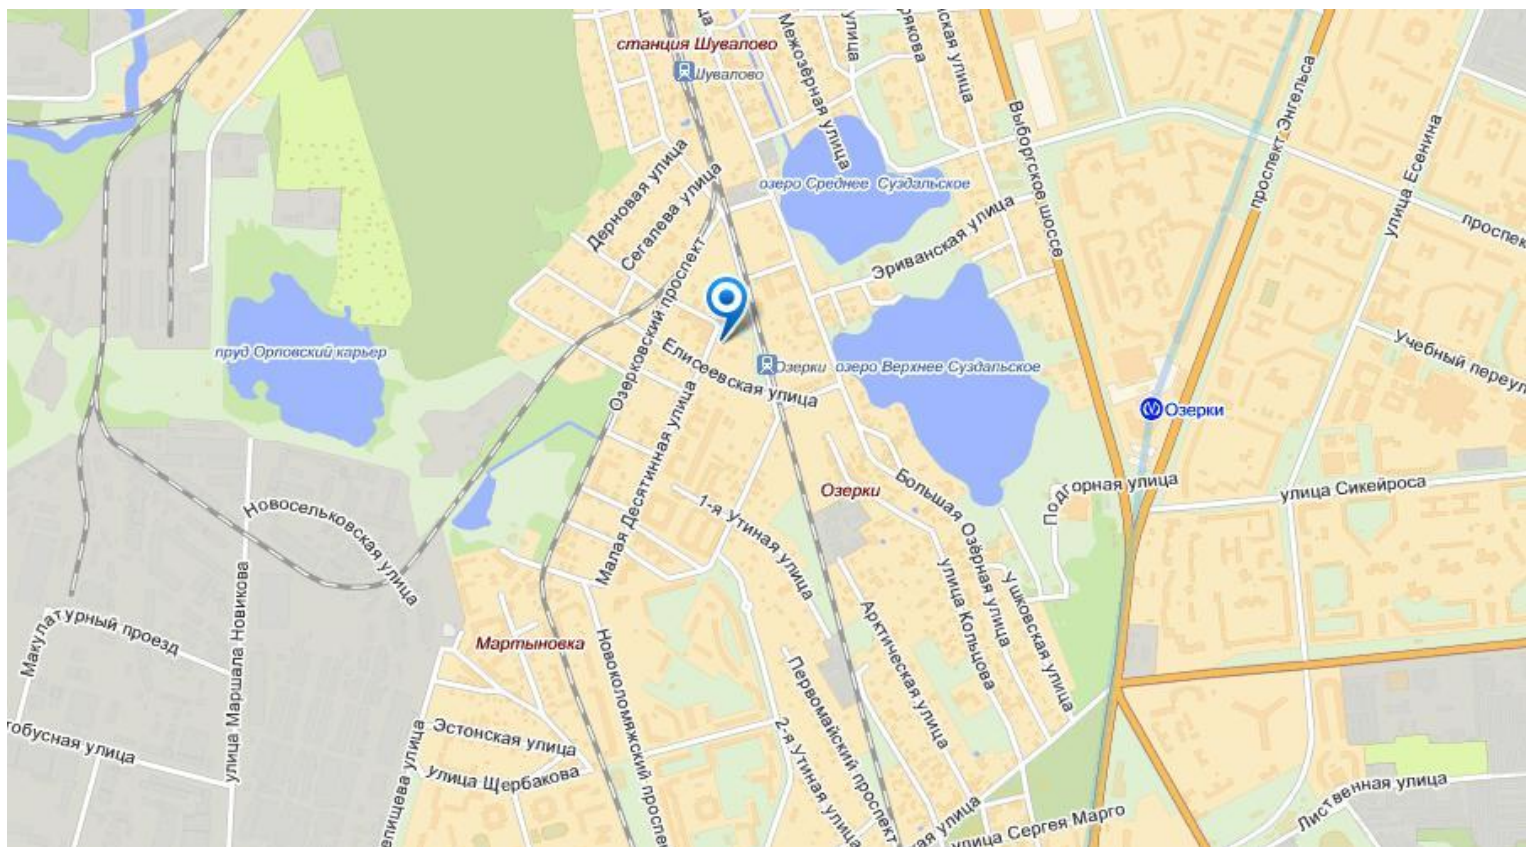 станция Шувалово
Шувалово
Межозёрная улица
улица
Выборгское шоссе
проспект Энгельса
улица Есенина
Дерновая улица
Сегалева улица
озеро Среднее Суздальское
Эриванская улица
Озерковский проспект
пруд Орловский карьер
Елисеевская улица
Озерки
озеро Верхнее Суздальское
Учебный
Озерки
Малая Десятинная улица
Озерки
Большая Озёрная улица
Подгорная улица
улица Сикейроса
Новосельковская улица
1-я Утиная улица
улица Маршала Новикова
Макулатурный проезд
Мартыновка
Новоколомяжский
Арктическая улица
улица Кольцова
Ушковская улица
Первомайский проспект
2-я Утиная улица
Эстонская улица
улица Щербакова
улица
улица
улица
улица Сергея Марго
Лиственная улица